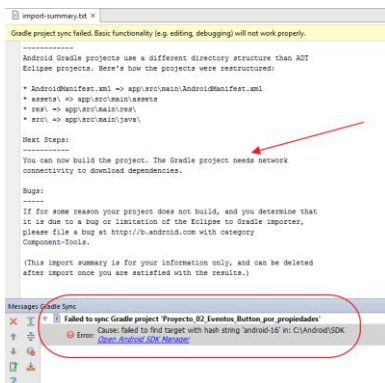 import-summary.txt ×
Gradle project sync failed. Basic functionality (e.g. editing, debugging) will not work properly.
------------
Android Gradle projects use a different directory structure than ADT
Eclipse projects. Here's how the projects were restructured:
* AndroidManifest.xml => app\src\main\AndroidManifest.xml
* assets\ => app\src\main\assets
* res\ => app\src\main\res\
* src\ => app\src\main\java\
Next Steps:
-----------
You can now build the project. The Gradle project needs network
connectivity to download dependencies.
Bugs:
-----
If for some reason your project does not build, and you determine that
it is due to a bug or limitation of the Eclipse to Gradle importer,
please file a bug at http://b.android.com with category
Component-Tools.
(This import summary is for your information only, and can be deleted
after import once you are satisfied with the results.)
Messages Gradle Sync
Failed to sync Gradle project 'Proyecto_02_Eventos_Button_por_propiedades'
Error: Cause: failed to find target with hash string 'android-16' in: C:\Android\SDK
Open Android SDK Manager